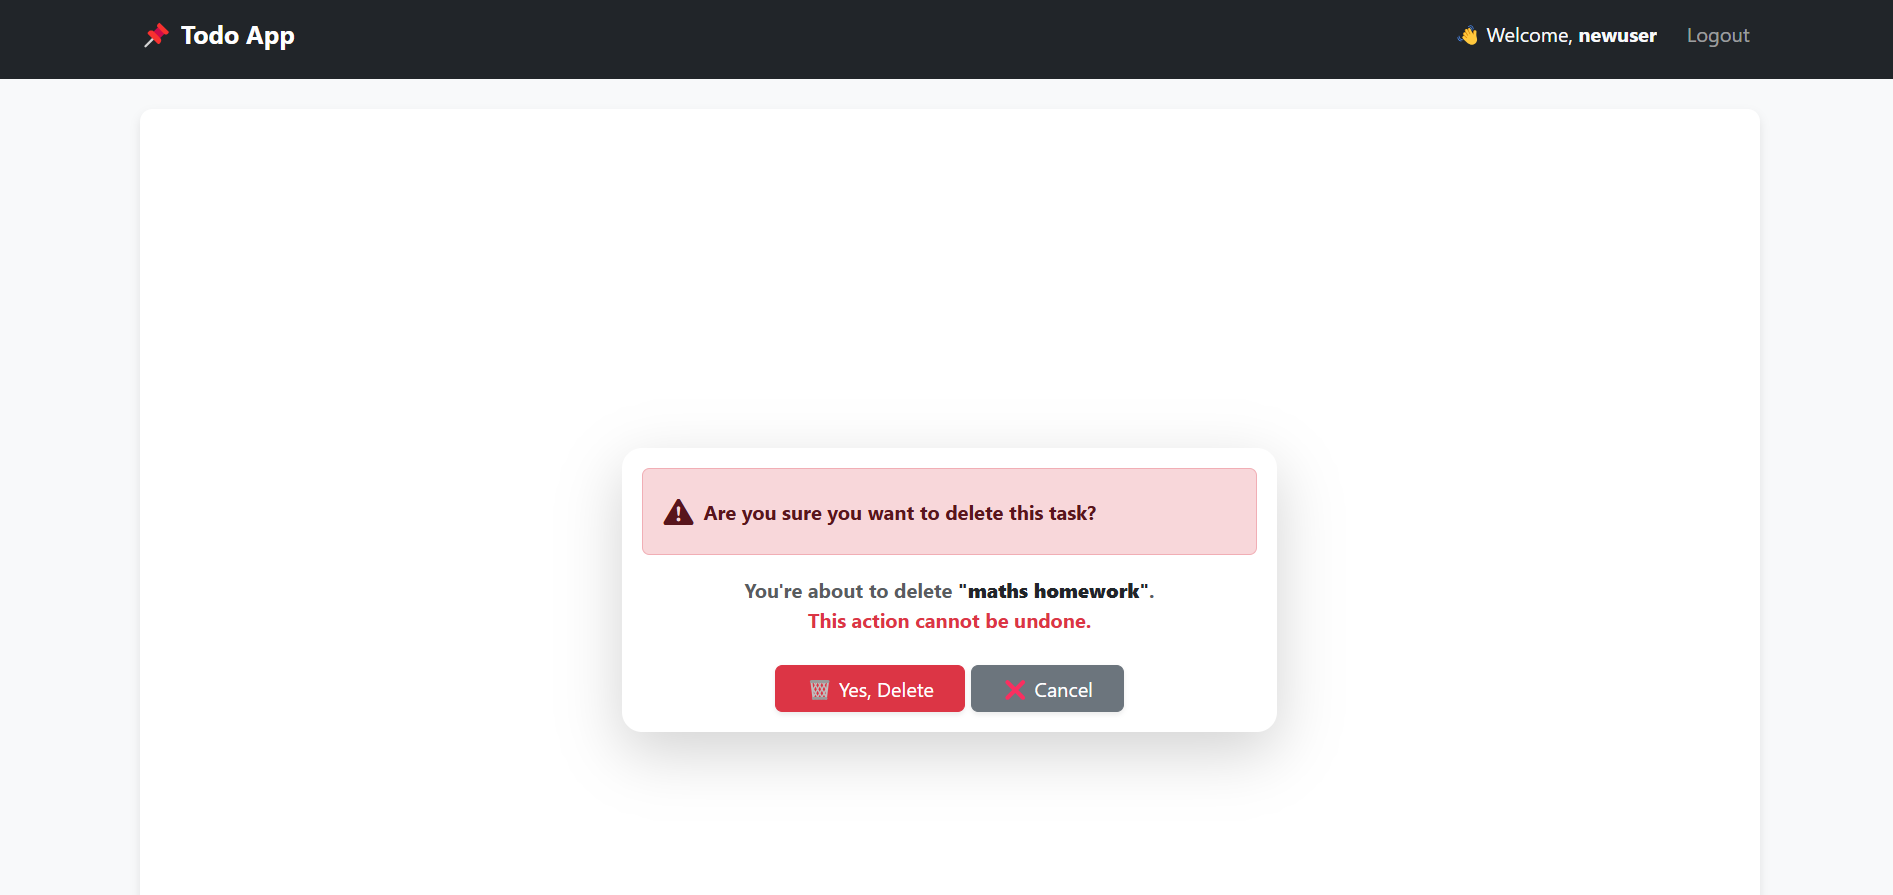 📌 Todo App
👋 Welcome, newuser
Logout
Are you sure you want to delete this task?
You're about to delete "maths homework".
This action cannot be undone.
🗑️ Yes, Delete
❌ Cancel